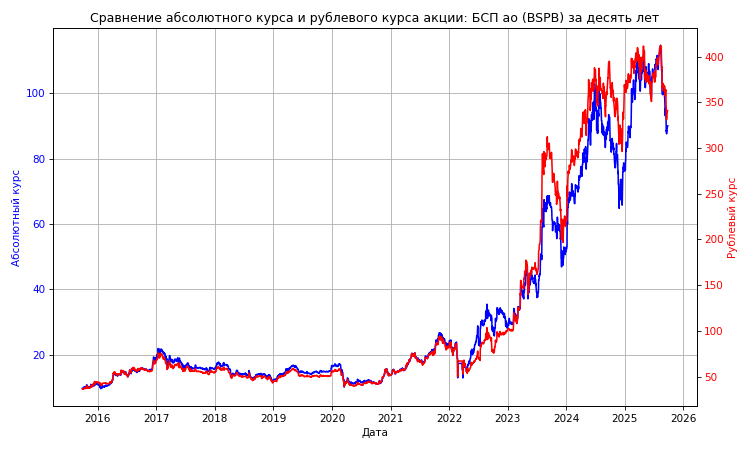 Сравнение абсолютного курса и рублевого курса акции: БСП ао (BSPB) за десять лет
100
80
60
40
20
Абсолютный курс
400
350
300
250
200
150
100
50
Рублевый курс
2016 2017 2018 2019 2020 2021 2022 2023 2024 2025 2026
Дата